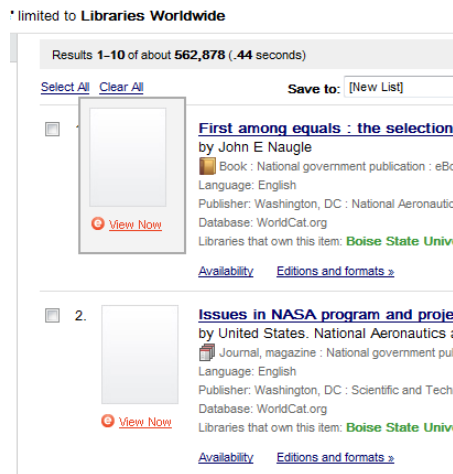 " limited to Libraries Worldwide
Results 1-10 of about 562,878 (.44 seconds)
Select All Clear All Save to: [New List]
First among equals : the selection
by John E Naugle
Book : National government publication : eBo
Language: English
Publisher: Washington, DC : National Aeronautic
Database: WorldCat.org
Libraries that own this item: Boise State Unive
View Now
Availability Editions and formats »
2. Issues in NASA program and proje
by United States. National Aeronautics a
Journal, magazine : National government pub
Language: English
Publisher: Washington, DC : Scientific and Tech
Database: WorldCat.org
Libraries that own this item: Boise State Unive
View Now
Availability Editions and formats »